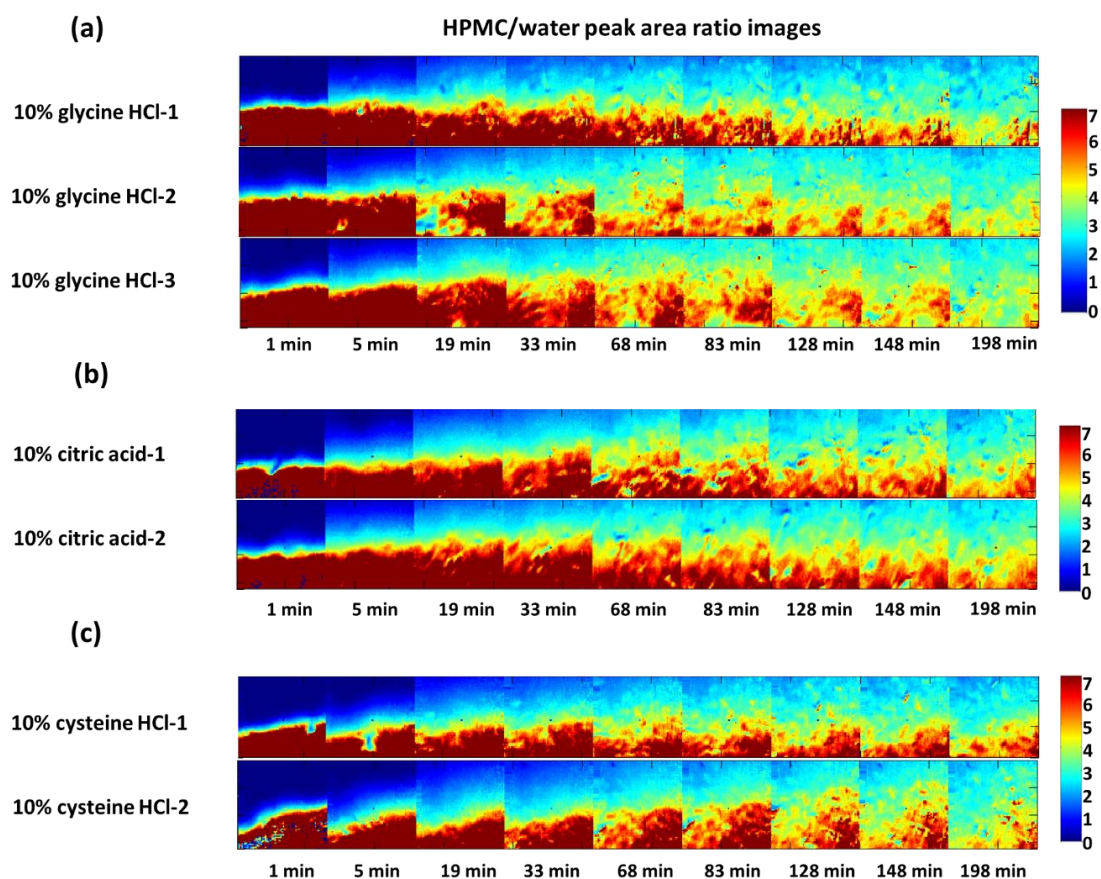 (a)
HPMC/water peak area ratio images
10% glycine HCl-1
10% glycine HCl-2
10% glycine HCl-3
7
6
5
4
3
2
1
0
1 min 5 min 19 min 33 min 68 min 83 min 128 min 148 min 198 min
(b)
10% citric acid-1
10% citric acid-2
7
6
5
4
3
2
1
0
1 min 5 min 19 min 33 min 68 min 83 min 128 min 148 min 198 min
(c)
10% cysteine HCl-1
10% cysteine HCl-2
7
6
5
4
3
2
1
0
1 min 5 min 19 min 33 min 68 min 83 min 128 min 148 min 198 min